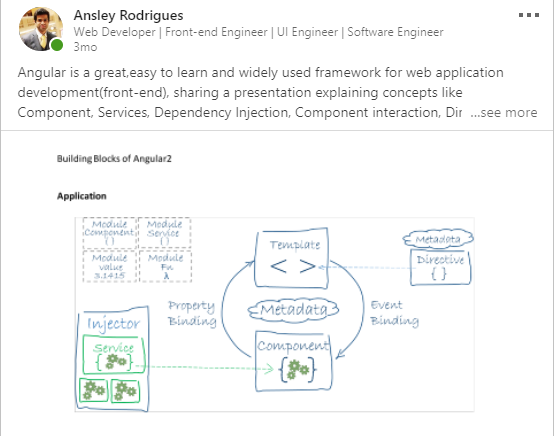 Ansley Rodrigues
Web Developer | Front-end Engineer | UI Engineer | Software Engineer
3mo
Angular is a great,easy to learn and widely used framework for web application
development(front-end), sharing a presentation explaining concepts like
Component, Services, Dependency Injection, Component interaction, Dir ...see more
Building Blocks of Angular2
Application
Module Component { }
Module Service { }
Module value 3.1415
Module Fn λ
Template
< >
Metadata
Directive
{ }
Property
Binding
Metadata
Event
Binding
Injector
Service
{ }
Component
{ }